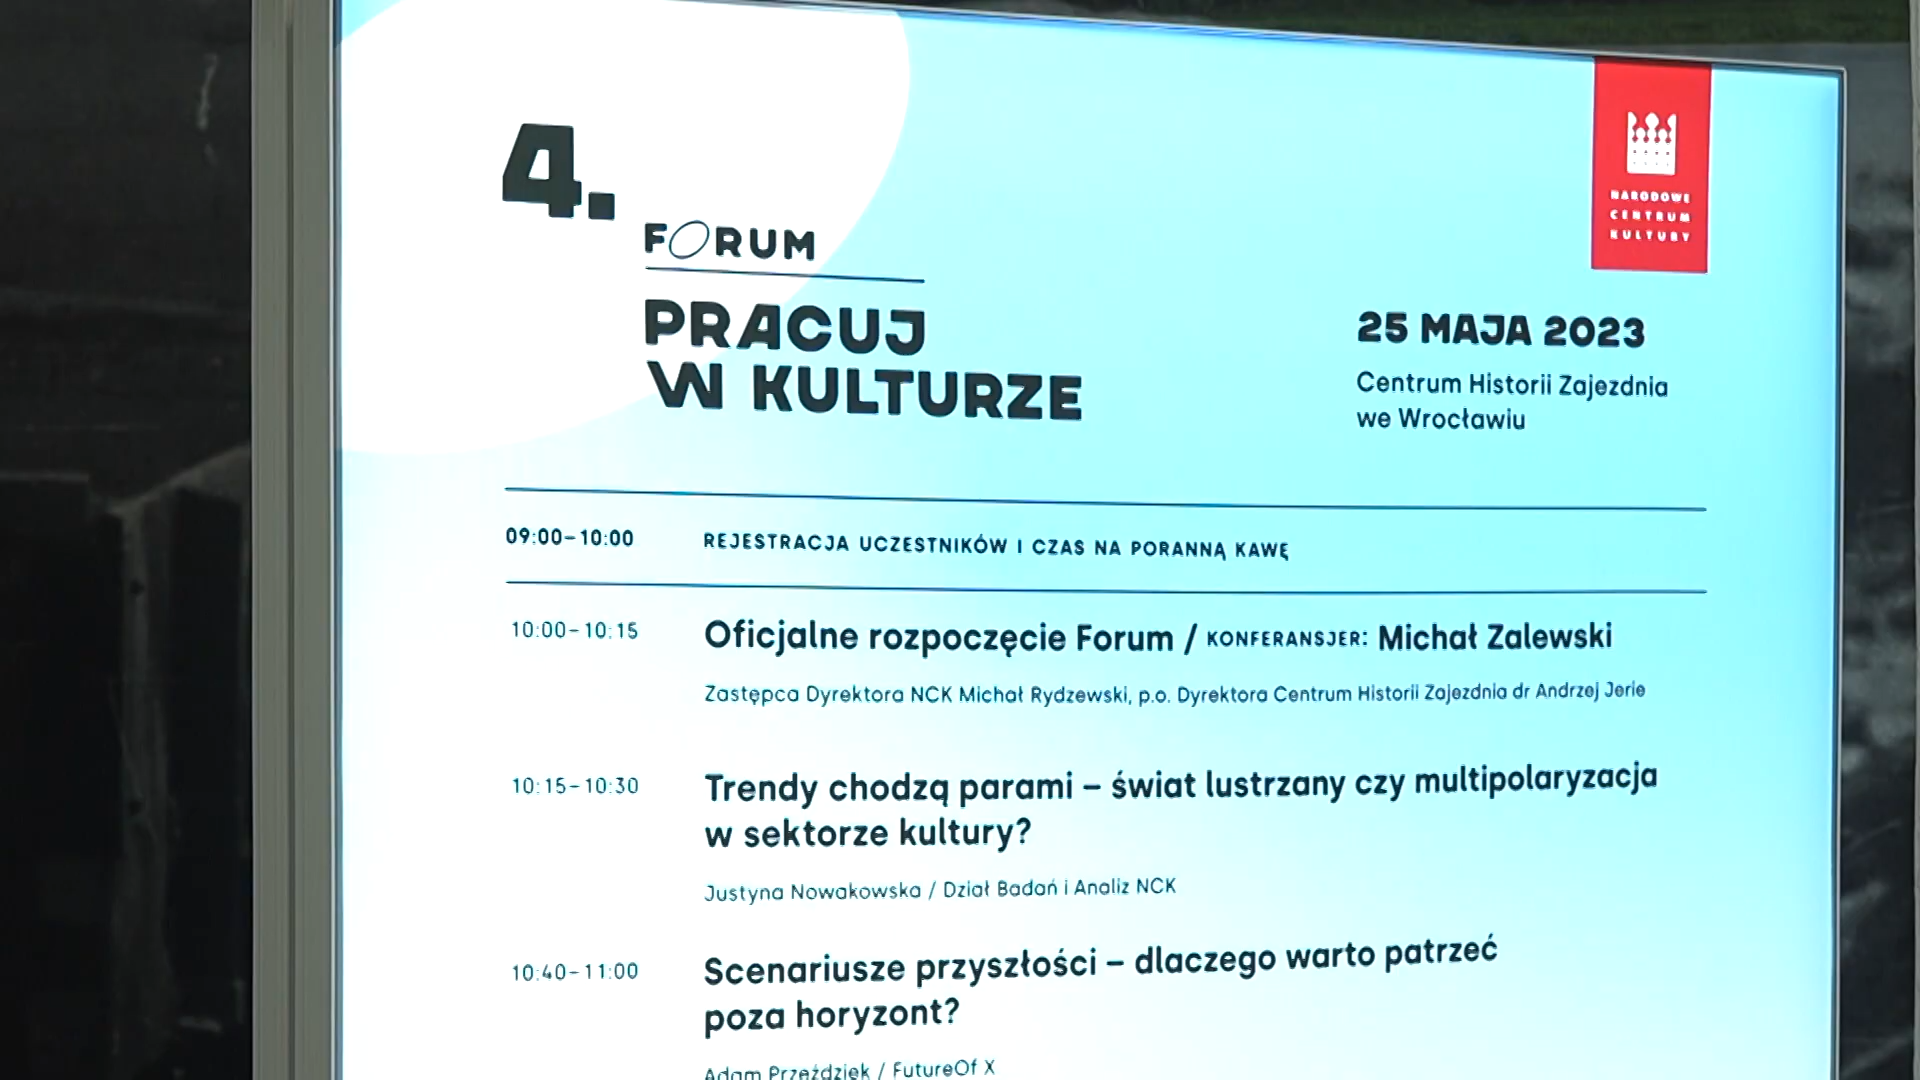 4.
FORUM
PRACUJ
W KULTURZE
NARODOWE
CENTRUM
KULTURY
25 MAJA 2023
Centrum Historii Zajezdnia
we Wrocławiu
09:00–10:00 REJESTRACJA UCZESTNIKÓW I CZAS NA PORANNĄ KAWĘ
10:00–10:15 Oficjalne rozpoczęcie Forum / KONFERANSJER: Michał Zalewski
Zastępca Dyrektora NCK Michał Rydzewski, p.o. Dyrektora Centrum Historii Zajezdnia dr Andrzej Jerie
10:15–10:30 Trendy chodzą parami – świat lustrzany czy multipolaryzacja
w sektorze kultury?
Justyna Nowakowska / Dział Badań i Analiz NCK
10:40–11:00 Scenariusze przyszłości – dlaczego warto patrzeć
poza horyzont?
Adam Przeździęk / FutureOf X